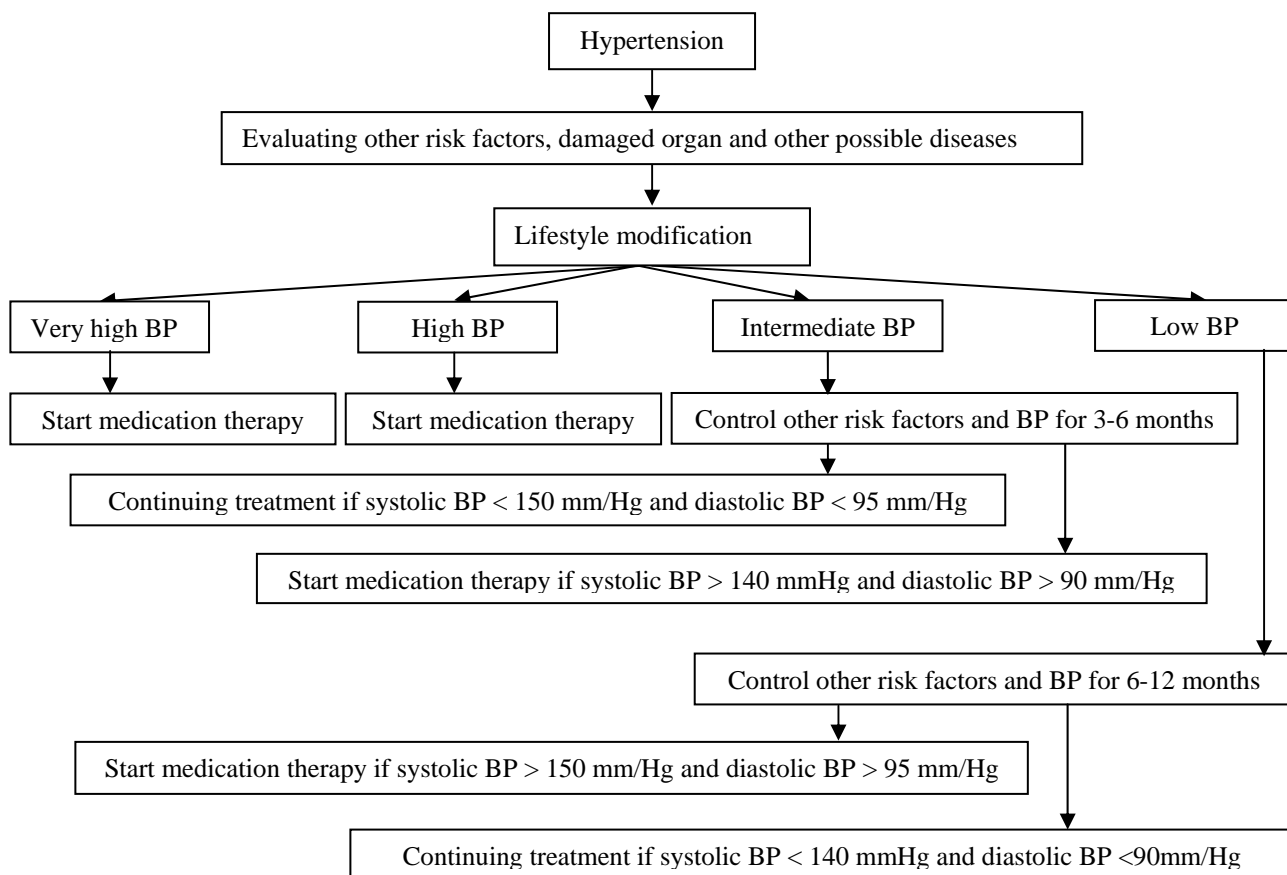 Hypertension
Evaluating other risk factors, damaged organ and other possible diseases
Lifestyle modification
Very high BP
High BP
Intermediate BP
Low BP
Start medication therapy
Start medication therapy
Control other risk factors and BP for 3-6 months
Continuing treatment if systolic BP < 150 mm/Hg and diastolic BP < 95 mm/Hg
Start medication therapy if systolic BP > 140 mmHg and diastolic BP > 90 mm/Hg
Control other risk factors and BP for 6-12 months
Start medication therapy if systolic BP > 150 mm/Hg and diastolic BP > 95 mm/Hg
Continuing treatment if systolic BP < 140 mmHg and diastolic BP <90mm/Hg